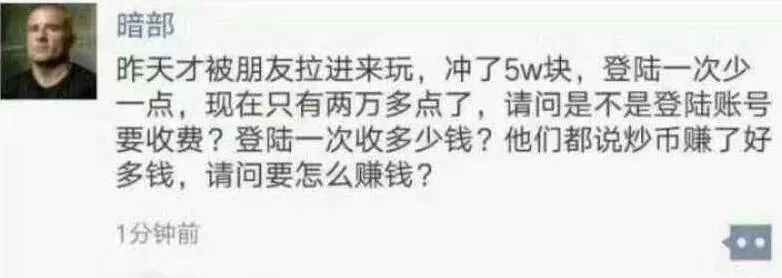 暗部
昨天才被朋友拉进来玩，冲了5w块，登陆一次少
一点，现在只有两万多点了，请问是不是登陆账号
要收费？登陆一次收多少钱？他们都说炒币赚了好
多钱，请问要怎么赚钱？
1分钟前